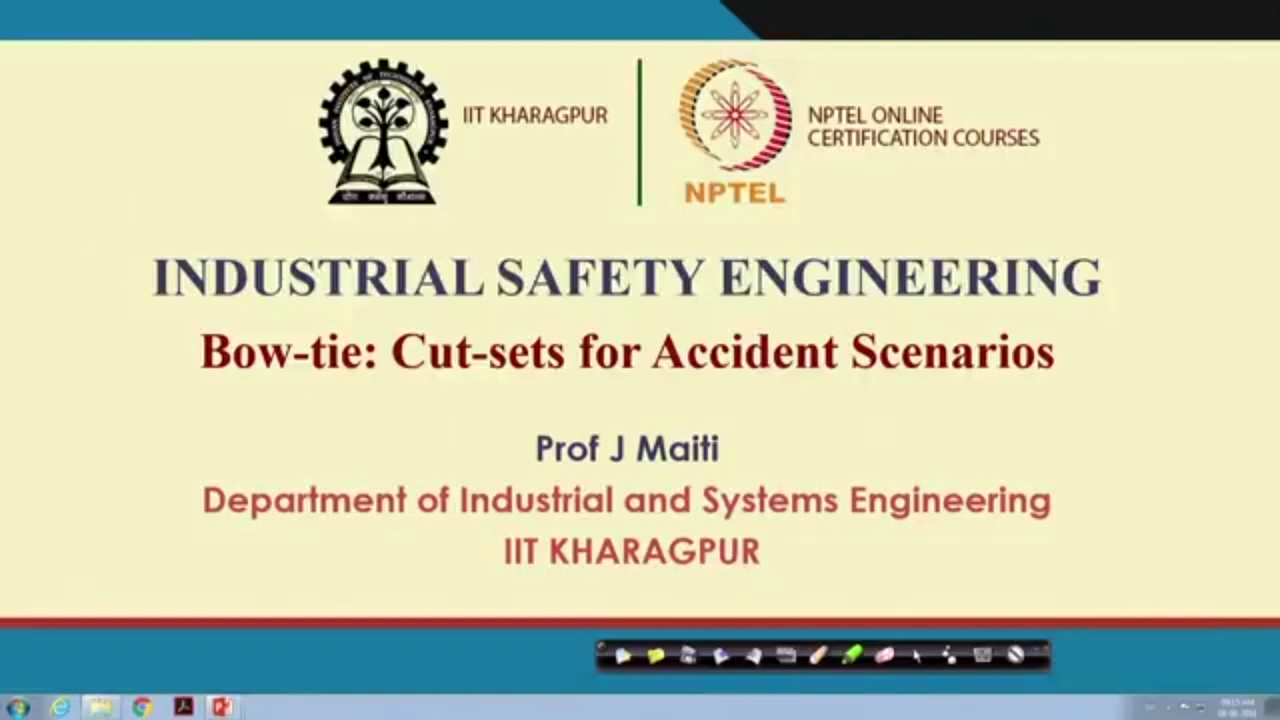 IIT KHARAGPUR
NPTEL ONLINE
CERTIFICATION COURSES
NPTEL
INDUSTRIAL SAFETY ENGINEERING
Bow-tie: Cut-sets for Accident Scenarios
Prof J Maiti
Department of Industrial and Systems Engineering
IIT KHARAGPUR